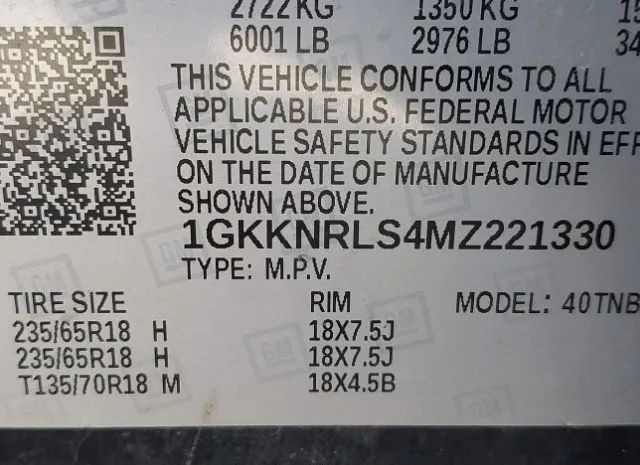 2722 KG 1350 KG
6001 LB 2976 LB
THIS VEHICLE CONFORMS TO ALL
APPLICABLE U.S. FEDERAL MOTOR
VEHICLE SAFETY STANDARDS IN EFF
ON THE DATE OF MANUFACTURE
SHOWN ABOVE.
1GKKNRLS4MZ221330
TYPE: M.P.V.
TIRE SIZE RIM MODEL: 40TNB
235/65R18 H 18X7.5J
235/65R18 H 18X7.5J
T135/70R18 M 18X4.5B